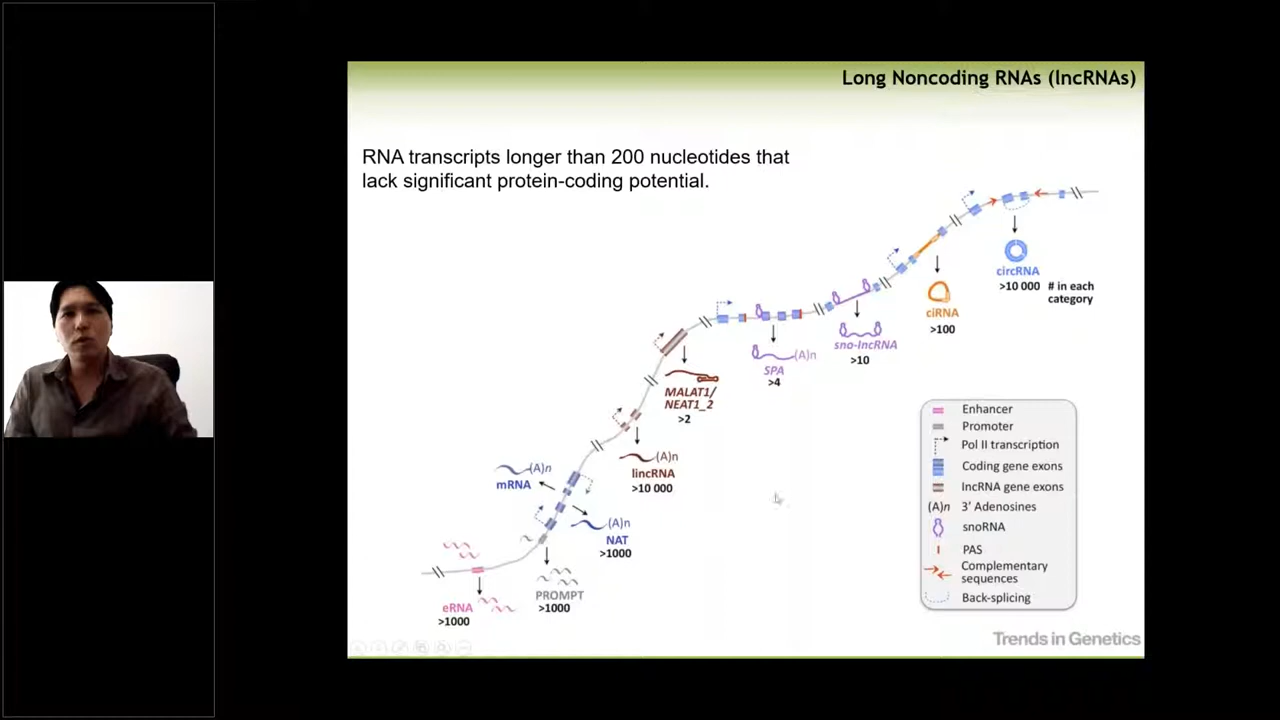 Long Noncoding RNAs (lncRNAs)
RNA transcripts longer than 200 nucleotides that
lack significant protein-coding potential.
circRNA
>10 000
# in each
category
ciRNA
>100
sno-lncRNA
>10
(A)n
SPA
>4
MALAT1/
NEAT1_2
>2
(A)n
lincRNA
>10 000
(A)n
mRNA
(A)n
NAT
>1000
PROMPT
>1000
eRNA
>1000
Enhancer
Promoter
Pol II transcription
Coding gene exons
lncRNA gene exons
(A)n 3' Adenosines
snoRNA
PAS
Complementary
sequences
Back-splicing
Trends in Genetics